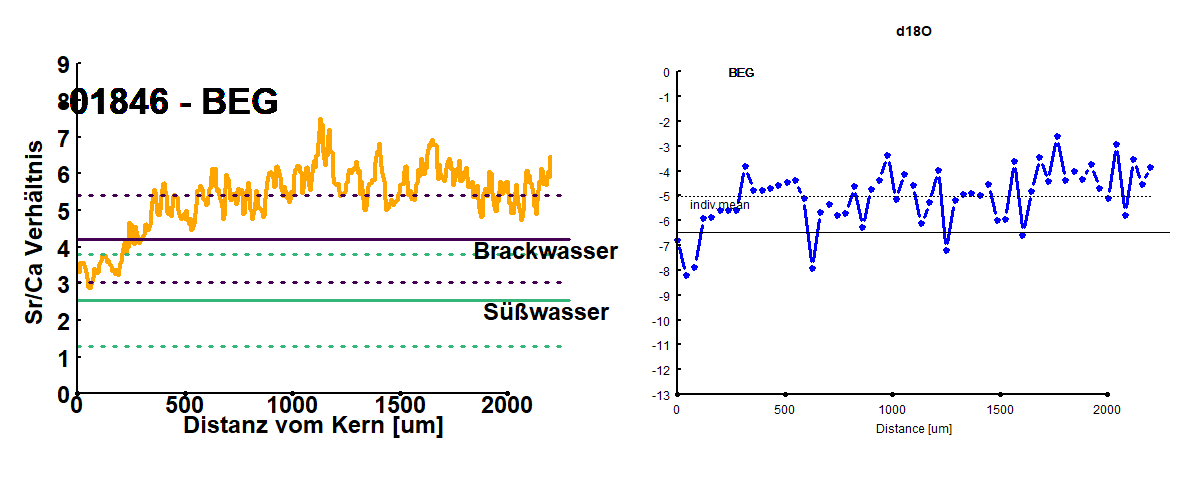 01846 - BEG
Sr/Ca Verhältnis
9
8
7
6
5
4
3
2
1
0
Brackwasser
Süßwasser
0 500 1000 1500 2000
Distanz vom Kern [um]
d18O
BEG
0
-1
-2
-3
-4
-5
-6
-7
-8
-9
-10
-11
-12
-13
indiv.mean
0 500 1000 1500 2000
Distance [um]